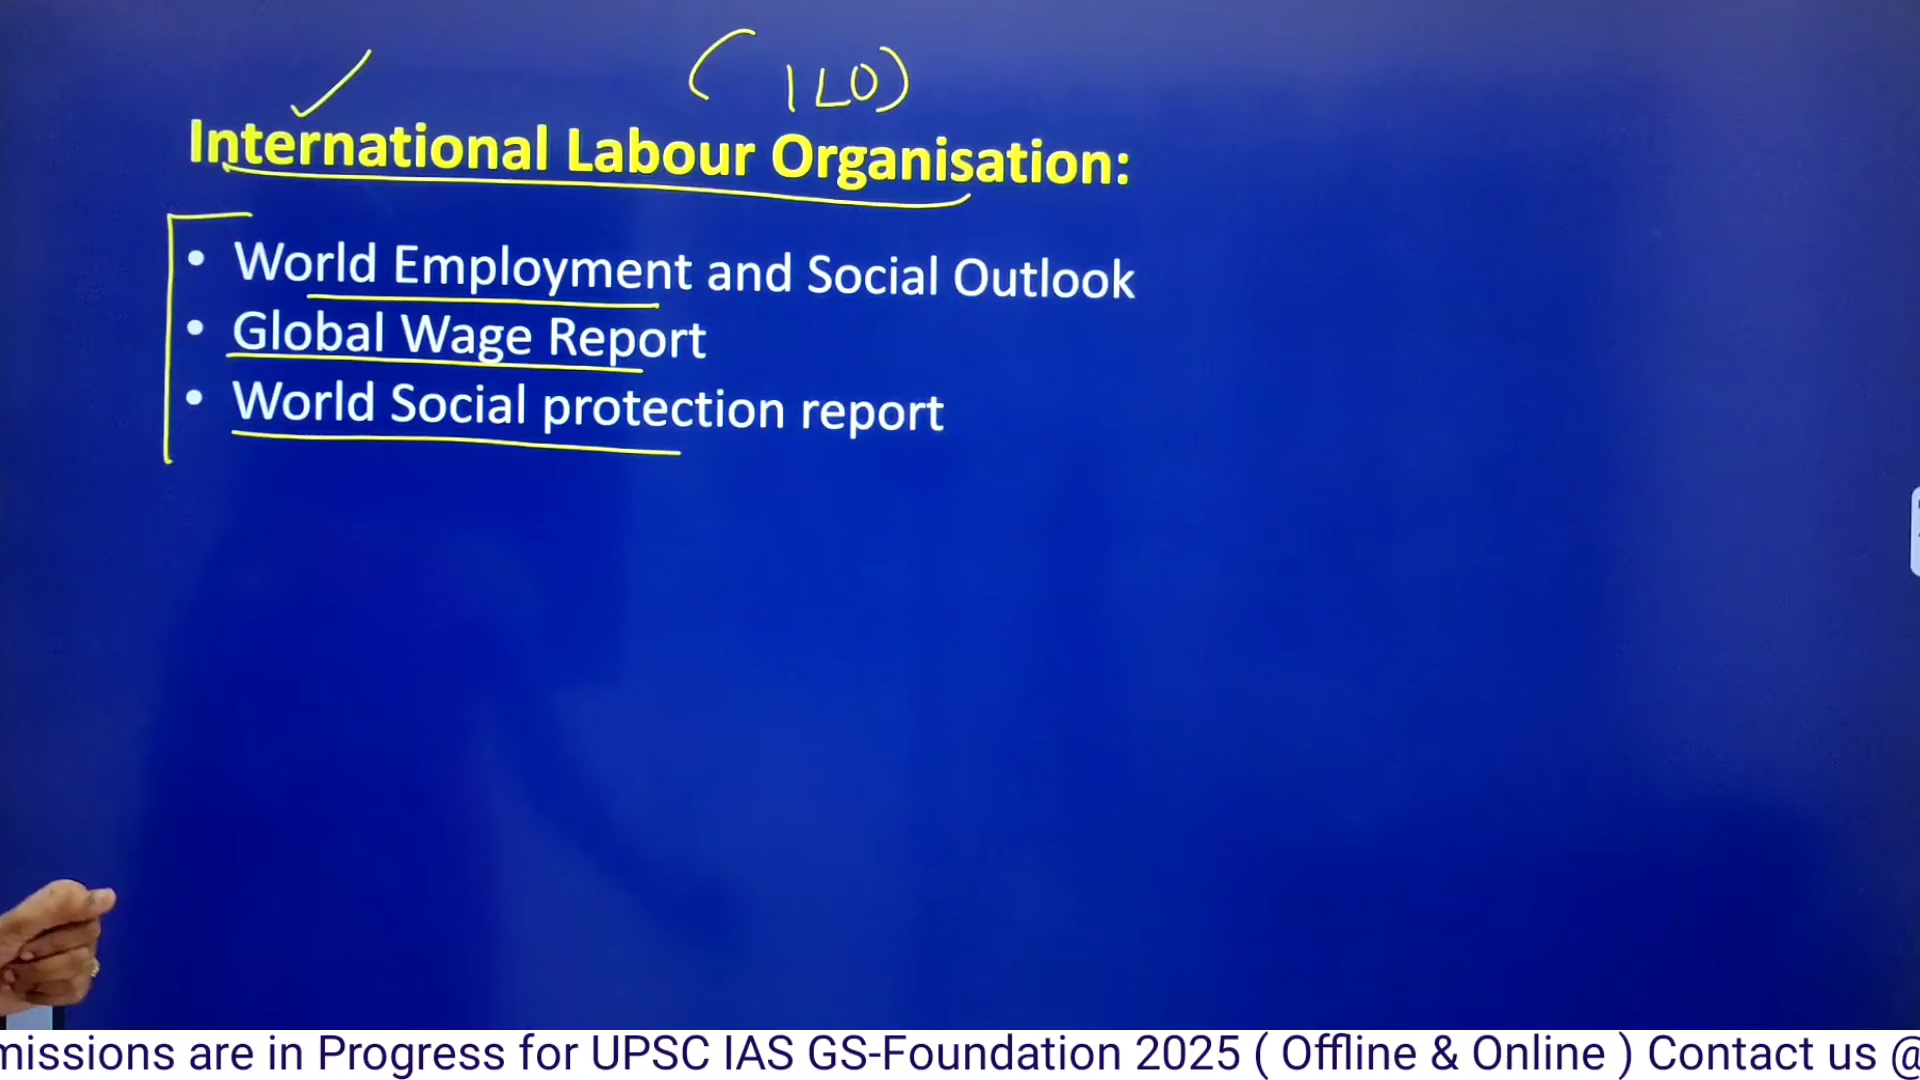 (ILO)
International Labour Organisation:
• World Employment and Social Outlook
• Global Wage Report
• World Social protection report
missions are in Progress for UPSC IAS GS-Foundation 2025 ( Offline & Online ) Contact us @